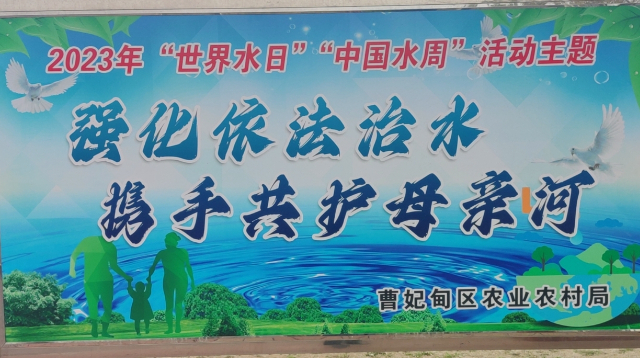 2023年“世界水日”“中国水周”活动主题
强化依法治水
携手共护母亲河
曹妃甸区农业农村局